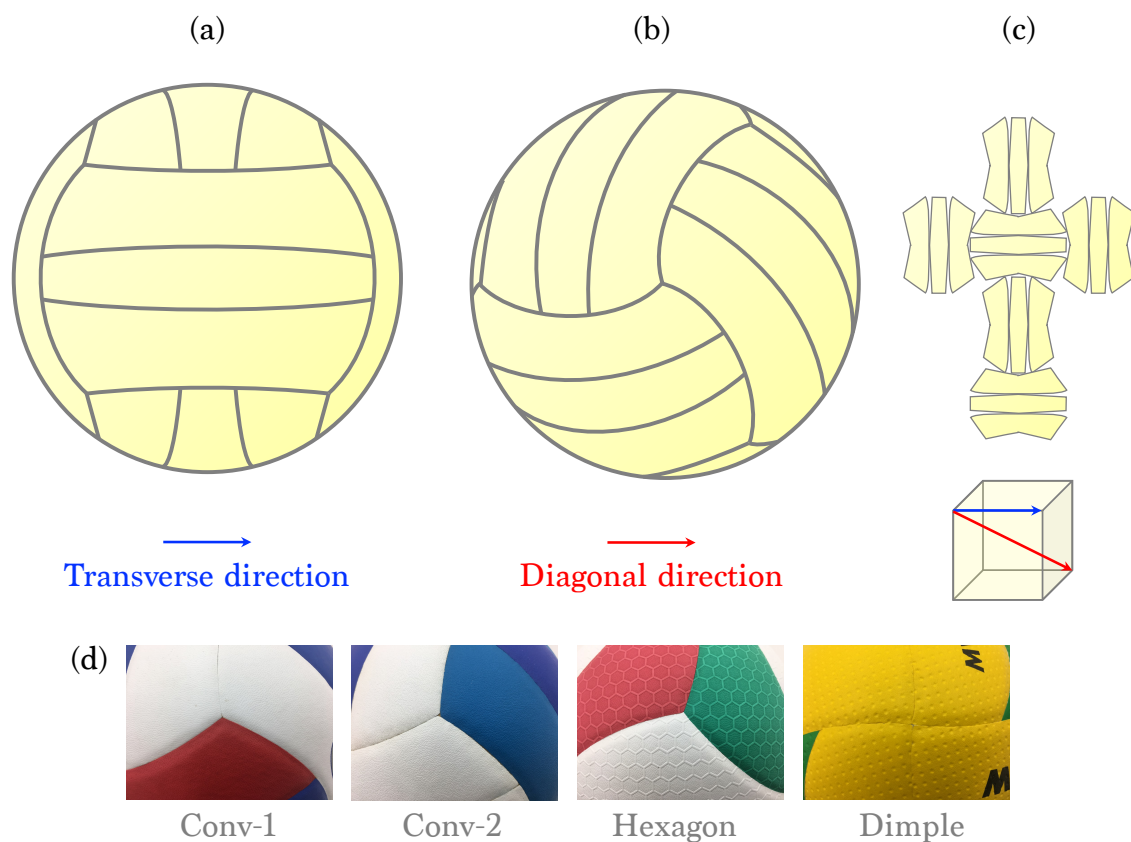 (a)
(b)
(c)
Transverse direction
Diagonal direction
(d)
M
W
Conv-1
Conv-2
Hexagon
Dimple